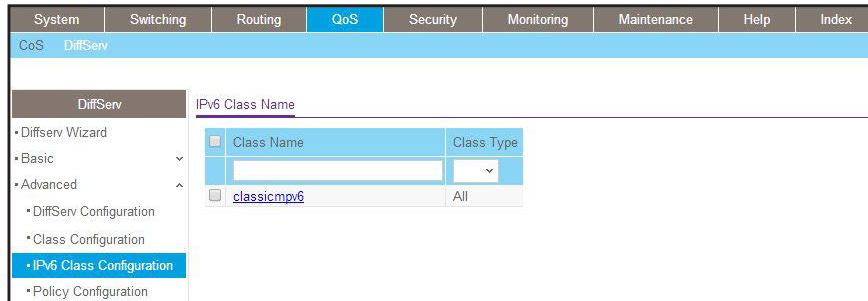 System Switching Routing QoS Security Monitoring Maintenance Help Index
CoS DiffServ
DiffServ
IPv6 Class Name
Diffserv Wizard
Basic
Advanced
DiffServ Configuration
Class Configuration
IPv6 Class Configuration
Policy Configuration
Class Name Class Type
classicmpv6 All